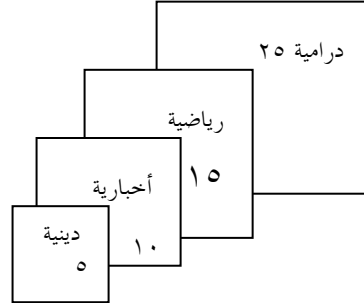 درامية ٢٥
رياضية
١٥
أخبارية
١٠
دينية
٥